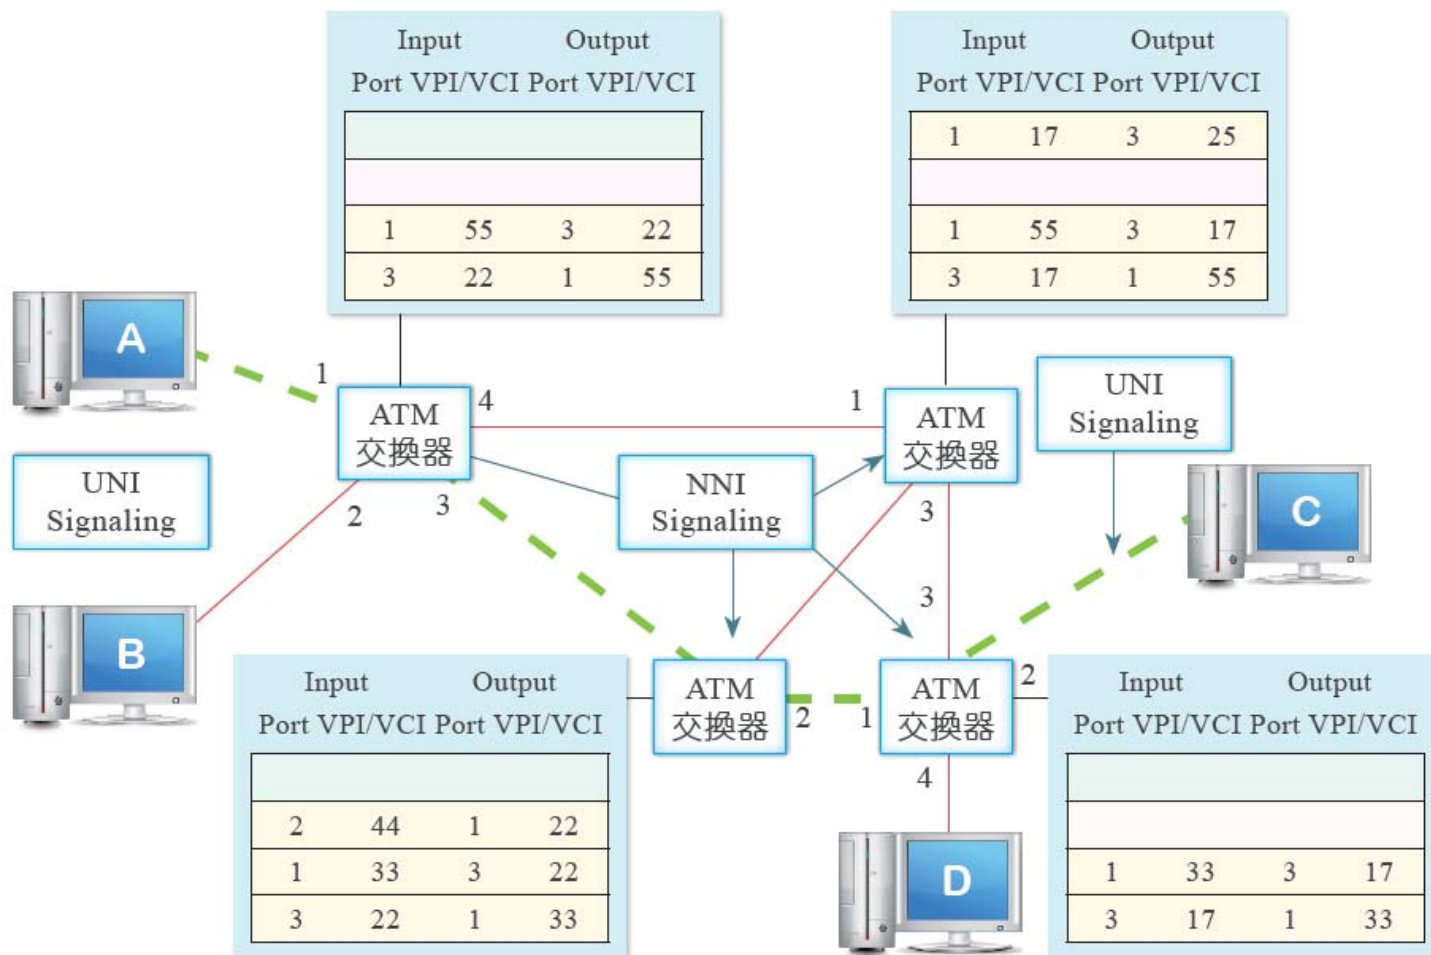 Input Output
Port VPI/VCI Port VPI/VCI
1 55 3 22
3 22 1 55
Input Output
Port VPI/VCI Port VPI/VCI
1 17 3 25
1 55 3 17
3 17 1 55
A
1
ATM
交換器
4
1
ATM
交換器
UNI
Signaling
UNI
Signaling
2
3
NNI
Signaling
3
C
B
3
ATM
交換器
2
1
ATM
交換器
2
4
D
Input Output
Port VPI/VCI Port VPI/VCI
2 44 1 22
1 33 3 22
3 22 1 33
Input Output
Port VPI/VCI Port VPI/VCI
1 33 3 17
3 17 1 33